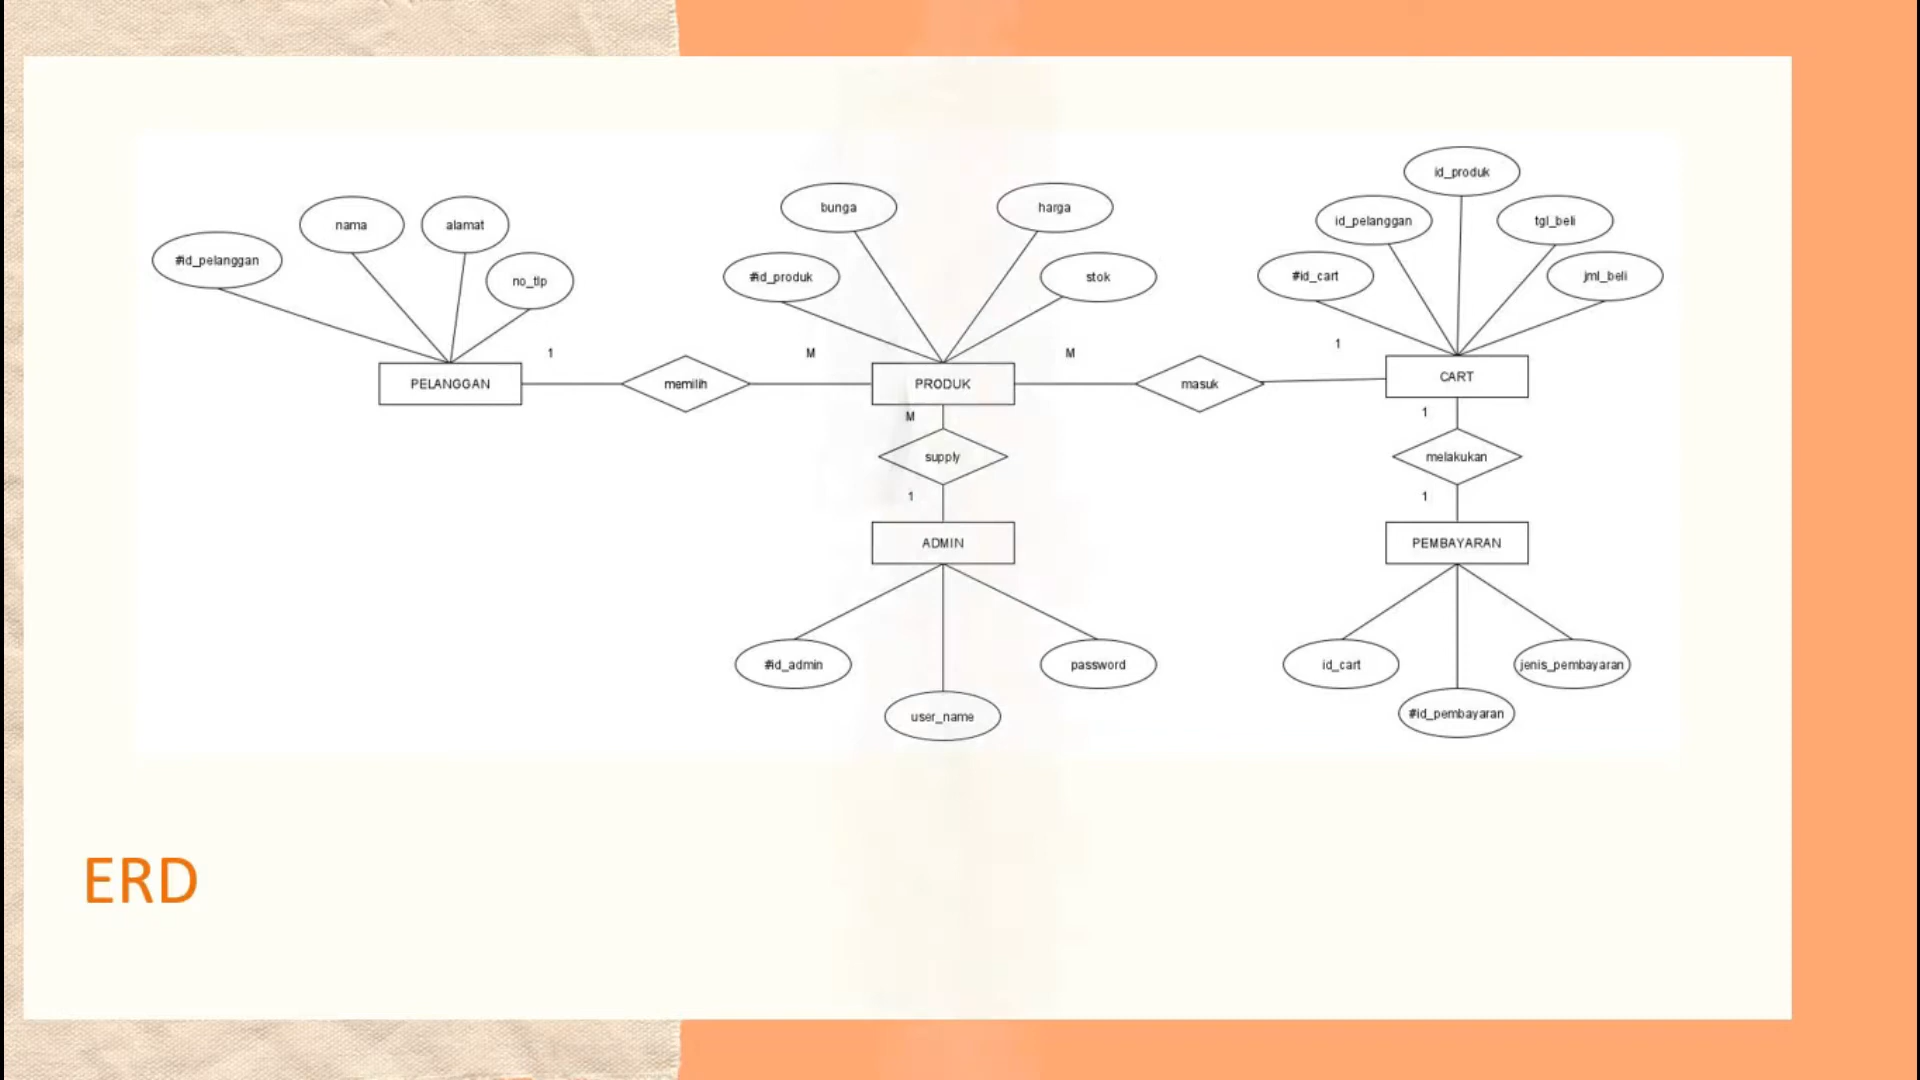 id_produk
bunga
harga
nama
alamat
id_pelanggan
tgl_beli
#id_pelanggan
no_tlp
#id_produk
stok
#id_cart
jml_beli
1
M
M
1
PELANGGAN
memilih
PRODUK
masuk
CART
M
1
supply
melakukan
1
1
ADMIN
PEMBAYARAN
#id_admin
password
id_cart
jenis_pembayaran
user_name
#id_pembayaran
ERD